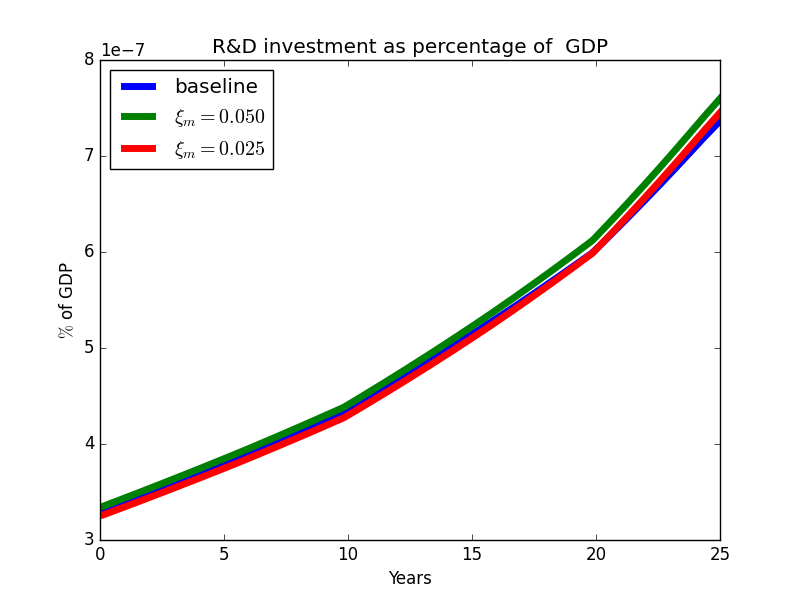 R&D investment as percentage of  GDP
1e−7
baseline
ξm = 0.050
ξm = 0.025
8
7
6
5
4
3
% of GDP
0 5 10 15 20 25
Years